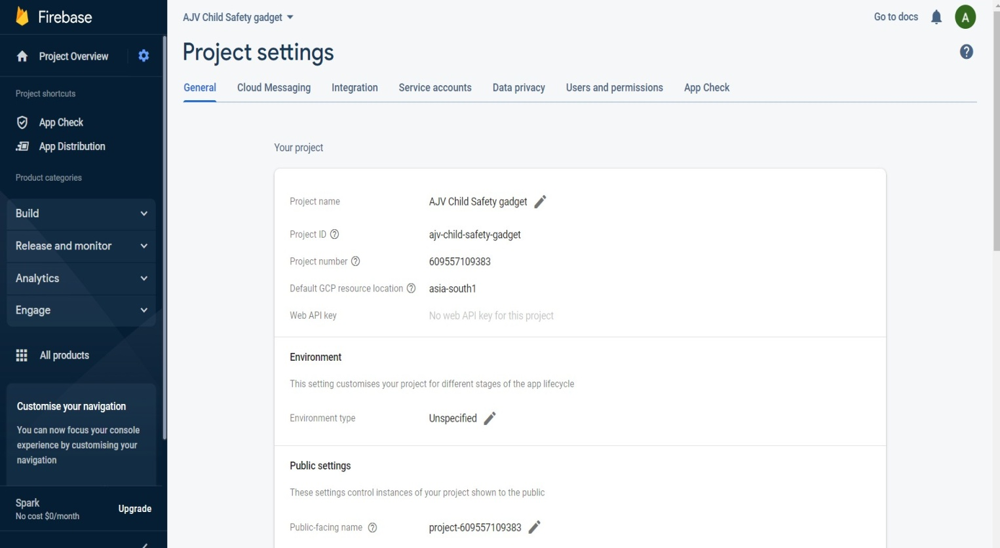 Firebase
Project Overview
Project shortcuts
App Check
App Distribution
Product categories
Build
Release and monitor
Analytics
Engage
All products
Customise your navigation
You can now focus your console
experience by customising your
navigation
Spark
No cost $0/month
Upgrade
AJV Child Safety gadget
Go to docs
A
Project settings
General Cloud Messaging Integration Service accounts Data privacy Users and permissions App Check
Your project
Project name AJV Child Safety gadget
Project ID ajv-child-safety-gadget
Project number 609557109383
Default GCP resource location asia-south1
Web API key No web API key for this project
Environment
This setting customises your project for different stages of the app lifecycle
Environment type Unspecified
Public settings
These settings control instances of your project shown to the public
Public-facing name project-609557109383